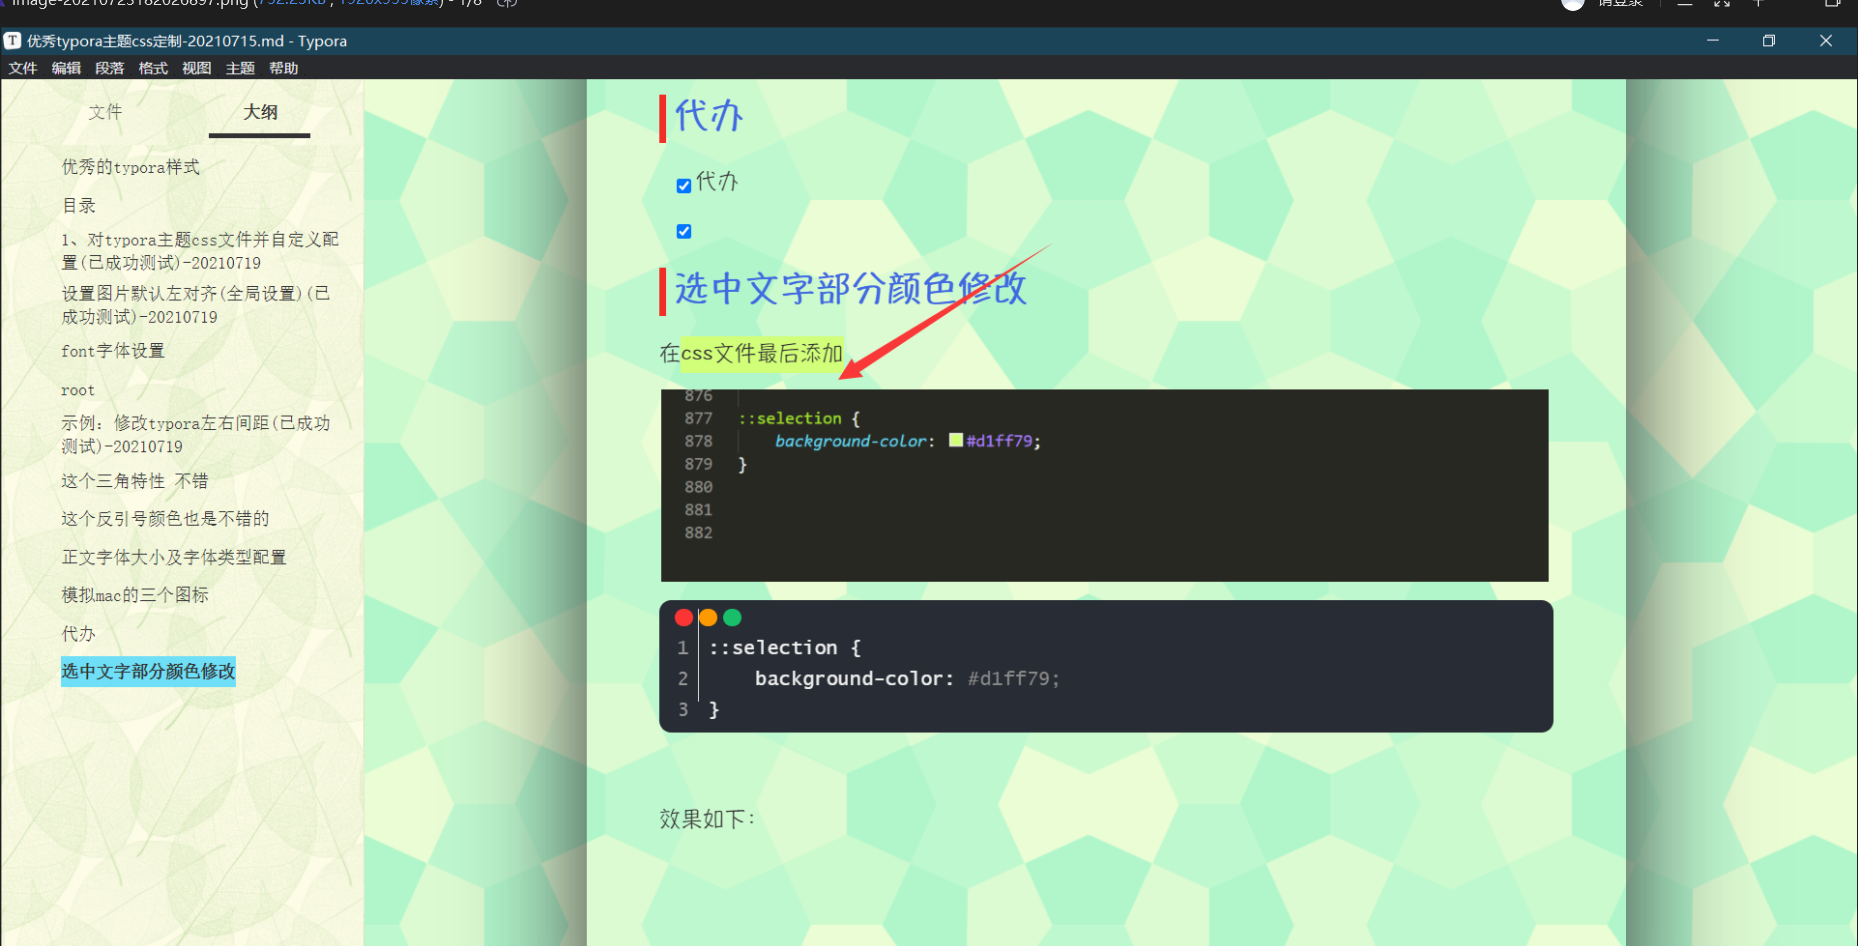 image-20210723182026897.png (752.25KB , 1920x993像素) - 1/8
请登录
优秀typora主题css定制-20210715.md - Typora
文件 编辑 段落 格式 视图 主题 帮助
文件 大纲
优秀的typora样式
目录
1、对typora主题css文件并自定义配
置(已成功测试)-20210719
设置图片默认左对齐(全局设置)(已
成功测试)-20210719
font字体设置
root
示例：修改typora左右间距(已成功
测试)-20210719
这个三角特性 不错
这个反引号颜色也是不错的
正文字体大小及字体类型配置
模拟mac的三个图标
代办
选中文字部分颜色修改
代办
代办
选中文字部分颜色修改
在css文件最后添加
876
877 ::selection {
878 background-color: #d1ff79;
879 }
880
881
882
1 ::selection {
2 background-color: #d1ff79;
3 }
效果如下：